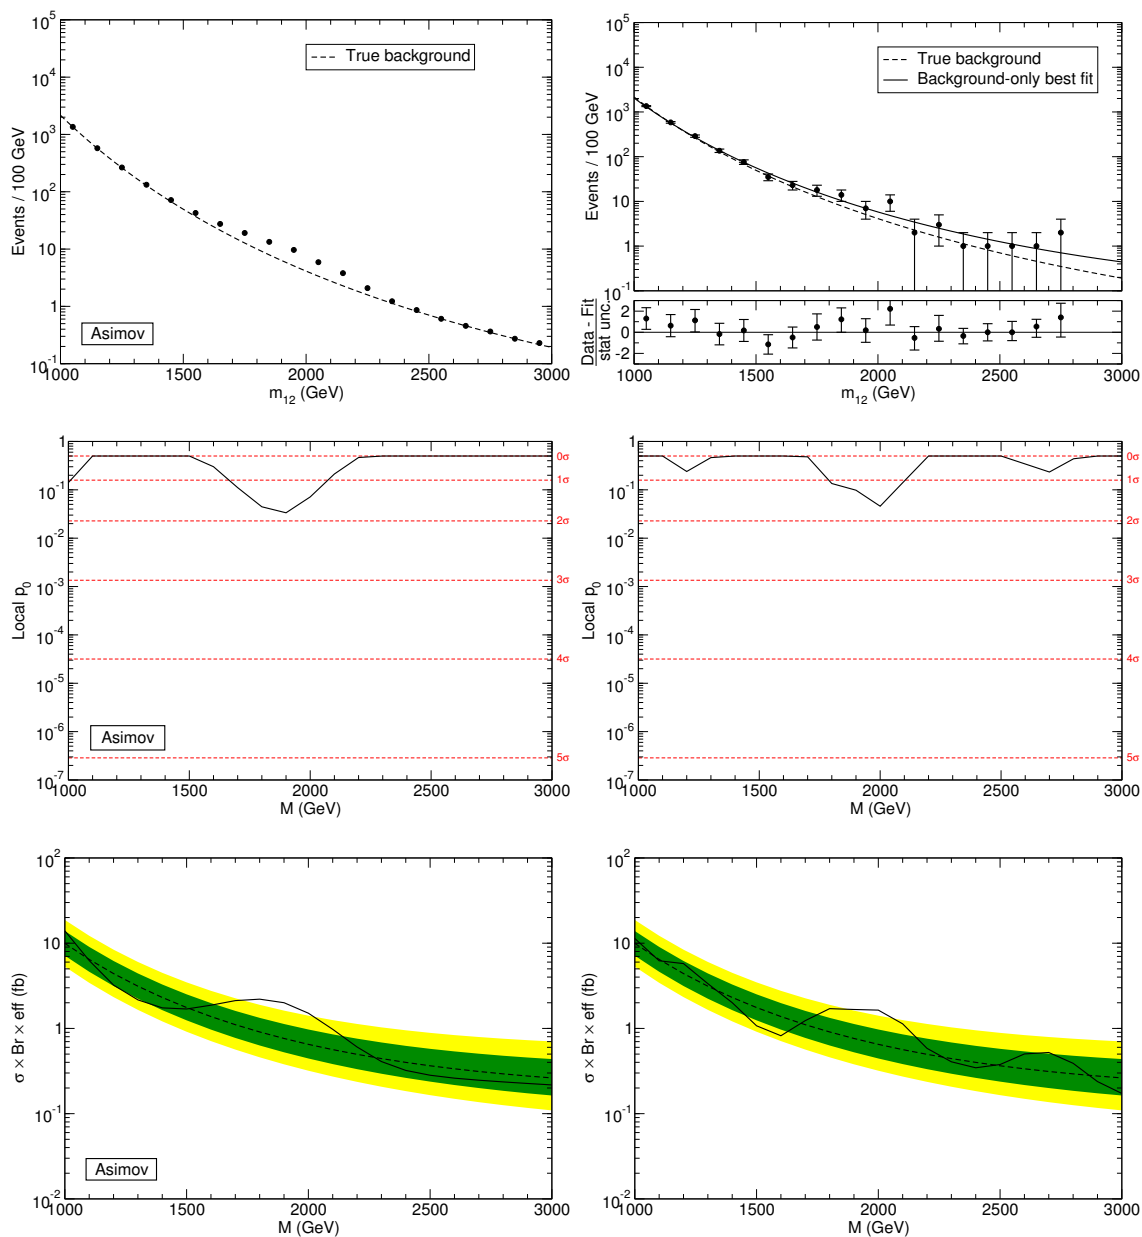 10^5
10^4
10^3
10^2
10
1
10^-1
Events / 100 GeV
True background
Asimov
1000 1500 2000 2500 3000
m_12 (GeV)
10^5
10^4
10^3
10^2
10
1
10^-1
Events / 100 GeV
True background
Background-only best fit
Data - Fit
stat unc.
2
0
-2
1000 1500 2000 2500 3000
m_12 (GeV)
1
10^-1
10^-2
10^-3
10^-4
10^-5
10^-6
10^-7
Local p_0
0σ
1σ
2σ
3σ
4σ
5σ
Asimov
1000 1500 2000 2500 3000
M (GeV)
1
10^-1
10^-2
10^-3
10^-4
10^-5
10^-6
10^-7
Local p_0
0σ
1σ
2σ
3σ
4σ
5σ
1000 1500 2000 2500 3000
M (GeV)
10^2
10
1
10^-1
10^-2
σ × Br × eff (fb)
Asimov
1000 1500 2000 2500 3000
M (GeV)
10^2
10
1
10^-1
10^-2
σ × Br × eff (fb)
1000 1500 2000 2500 3000
M (GeV)